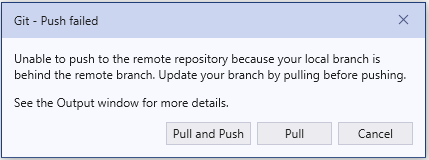 Git - Push failed
Unable to push to the remote repository because your local branch is
behind the remote branch. Update your branch by pulling before pushing.
See the Output window for more details.
Pull and Push
Pull
Cancel